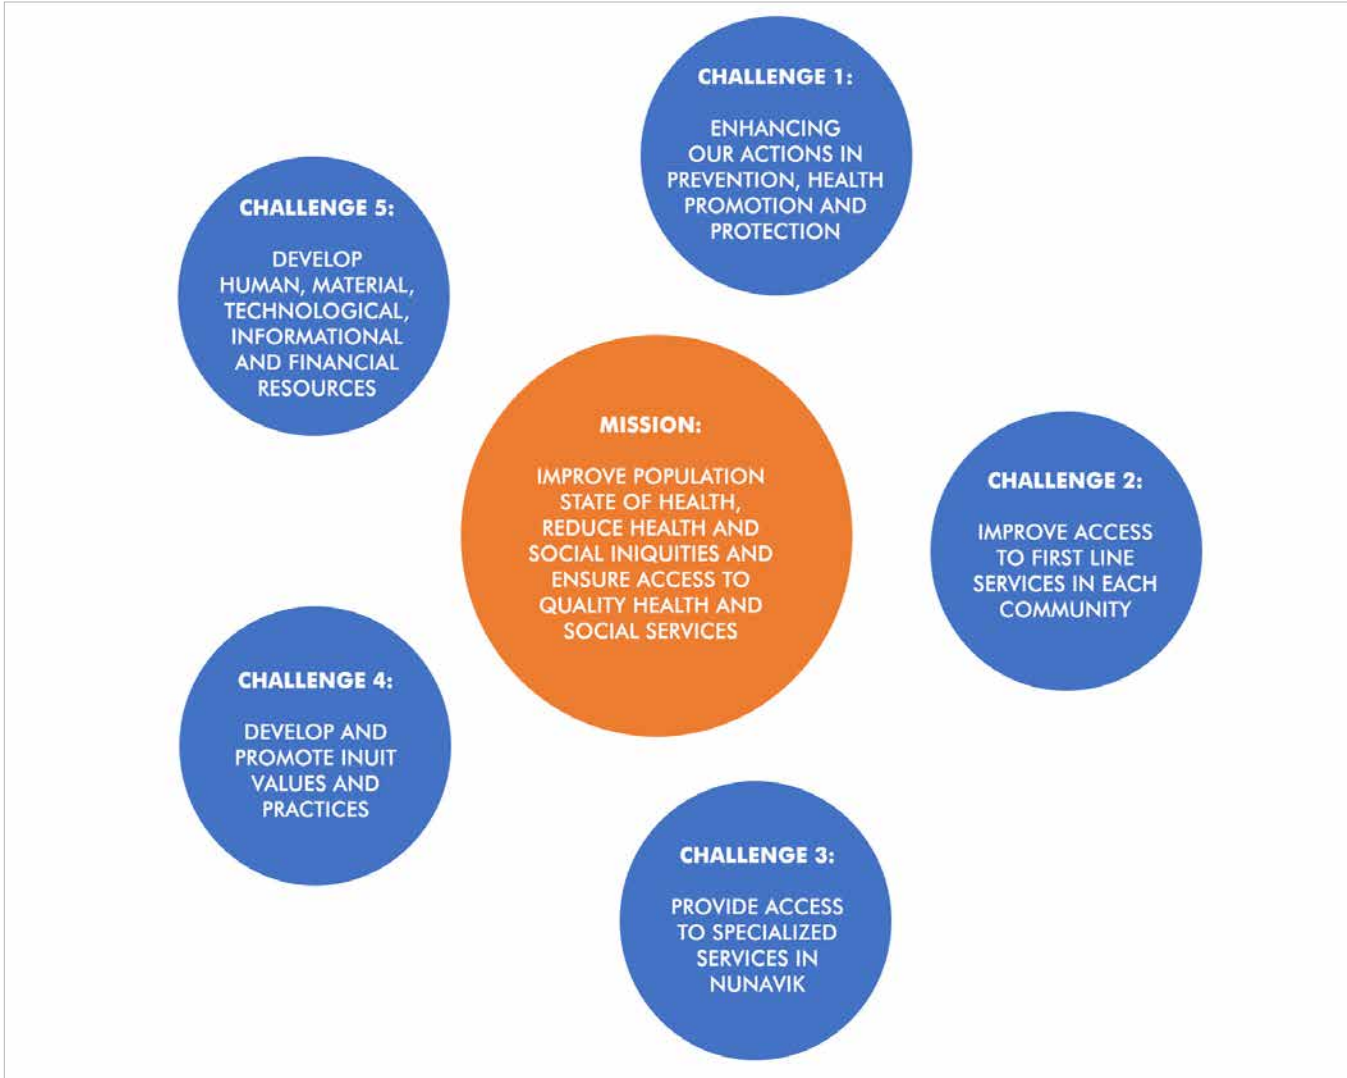 CHALLENGE 1:
ENHANCING
OUR ACTIONS IN
PREVENTION, HEALTH
PROMOTION AND
PROTECTION
CHALLENGE 5:
DEVELOP
HUMAN, MATERIAL,
TECHNOLOGICAL,
INFORMATIONAL
AND FINANCIAL
RESOURCES
MISSION:
IMPROVE POPULATION
STATE OF HEALTH,
REDUCE HEALTH AND
SOCIAL INIQUITIES AND
ENSURE ACCESS TO
QUALITY HEALTH AND
SOCIAL SERVICES
CHALLENGE 2:
IMPROVE ACCESS
TO FIRST LINE
SERVICES IN EACH
COMMUNITY
CHALLENGE 4:
DEVELOP AND
PROMOTE INUIT
VALUES AND
PRACTICES
CHALLENGE 3:
PROVIDE ACCESS
TO SPECIALIZED
SERVICES IN
NUNAVIK